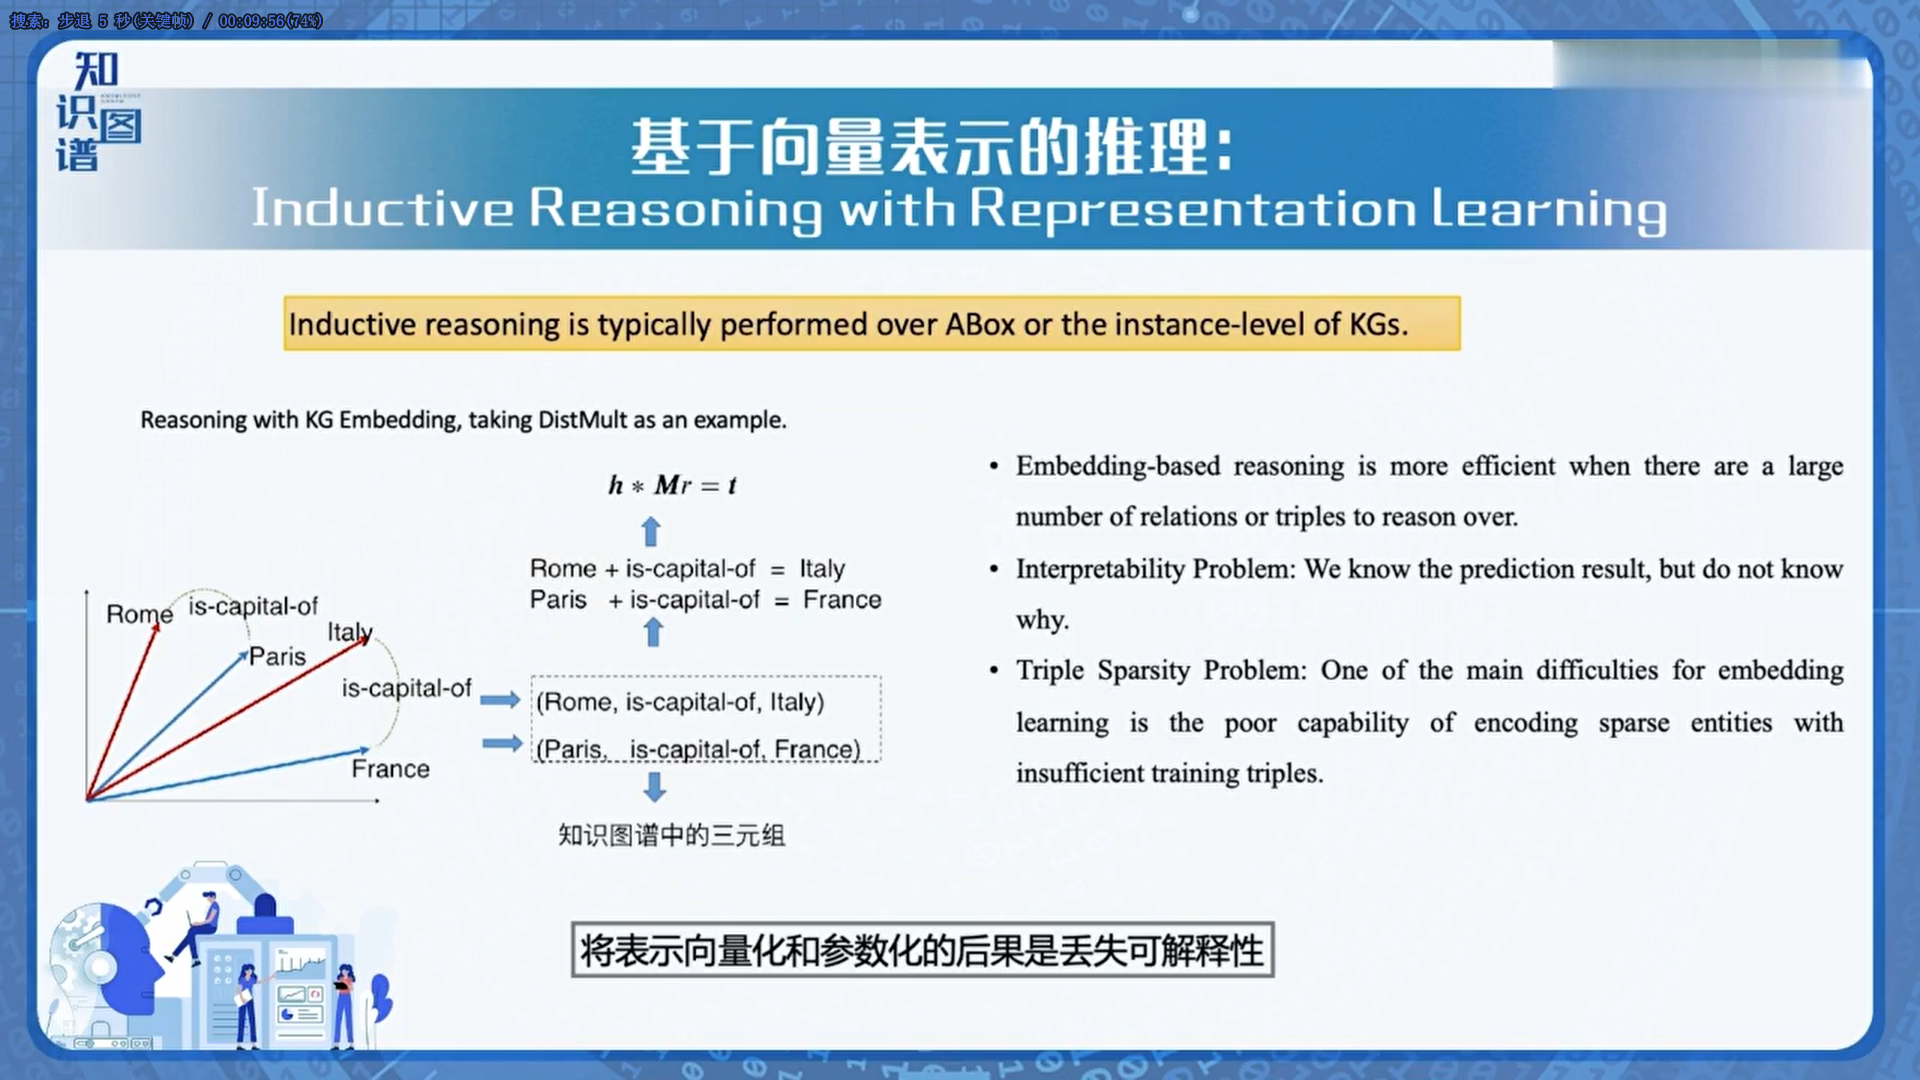 搜索: 步退 5 秒(关键帧) / 00:09:56(74%)
知
识图
谱
基于向量表示的推理:
Inductive Reasoning with Representation Learning
Inductive reasoning is typically performed over ABox or the instance-level of KGs.
Reasoning with KG Embedding, taking DistMult as an example.
h * Mr = t
Rome + is-capital-of = Italy
Paris + is-capital-of = France
Rome
is-capital-of
Italy
Paris
is-capital-of
France
(Rome, is-capital-of, Italy)
(Paris, is-capital-of, France)
知识图谱中的三元组
• Embedding-based reasoning is more efficient when there are a large
number of relations or triples to reason over.
• Interpretability Problem: We know the prediction result, but do not know
why.
• Triple Sparsity Problem: One of the main difficulties for embedding
learning is the poor capability of encoding sparse entities with
insufficient training triples.
将表示向量化和参数化的后果是丢失可解释性